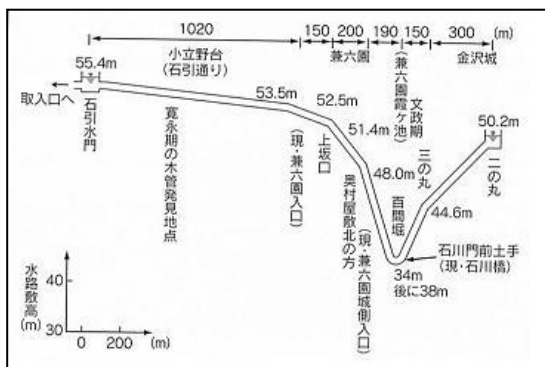 1020
150
200
190
150
300
(m)
小立野台
(石引通り)
兼六園
(兼六園霞ヶ池)
金沢城
55.4m
取入口へ
石引水門
寛永期の木管発見地点
53.5m
(現・兼六園入口)
上坂口
52.5m
51.4m
奥村屋敷北の方
(現・兼六園城側入口)
48.0m
百間堀
文政期
三の丸
44.6m
50.2m
二の丸
石川門前土手
(現・石川橋)
34m
後に38m
水路敷高
(m)
40
30
0
200
(m)